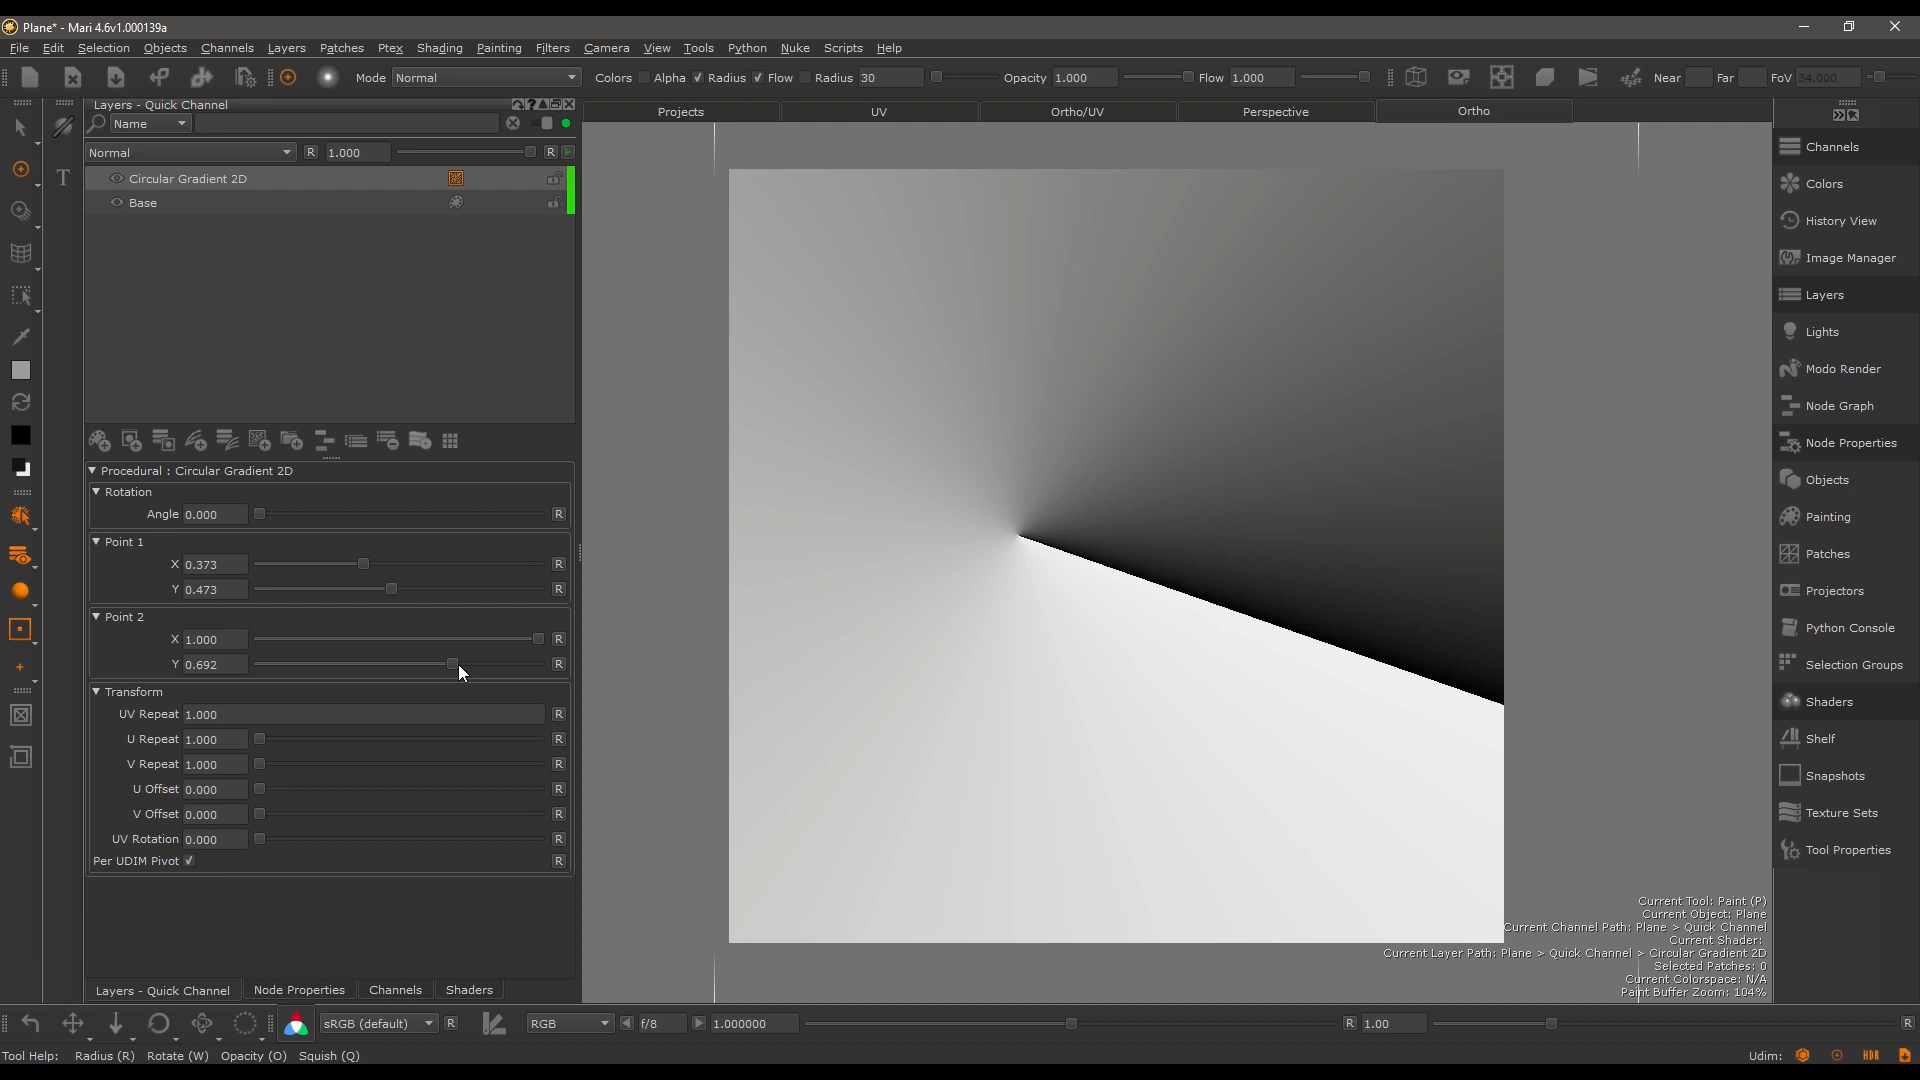 Plane* - Mari 4.6v1.000139a
File Edit Selection Objects Channels Layers Patches Ptex Shading Painting Filters Camera View Tools Python Nuke Scripts Help
Mode Normal Colors Alpha Radius Flow Radius 30 Opacity 1.000 Flow 1.000 Near Far FoV 34.000
Layers - Quick Channel
Projects UV Ortho/UV Perspective Ortho
Name
Normal R 1.000 R
Circular Gradient 2D
Base
T
Procedural : Circular Gradient 2D
Rotation
Angle 0.000 R
Point 1
X 0.373 R
Y 0.473 R
Point 2
X 1.000 R
Y 0.692 R
Transform
UV Repeat 1.000 R
U Repeat 1.000 R
V Repeat 1.000 R
U Offset 0.000 R
V Offset 0.000 R
UV Rotation 0.000 R
Per UDIM Pivot R
Layers - Quick Channel Node Properties Channels Shaders
Channels
Colors
History View
Image Manager
Layers
Lights
Modo Render
Node Graph
Node Properties
Objects
Painting
Patches
Projectors
Python Console
Selection Groups
Shaders
Shelf
Snapshots
Texture Sets
Tool Properties
Current Tool: Paint (P)
Current Object: Plane
Current Channel Path: Plane > Quick Channel
Current Shader:
Current Layer Path: Plane > Quick Channel > Circular Gradient 2D
Selected Patches: 0
Current Colorspace: N/A
Paint Buffer Zoom: 104%
sRGB (default) R RGB f/8 1.000000 R 1.00 R
Tool Help: Radius (R) Rotate (W) Opacity (O) Squish (Q) Udim: HDR